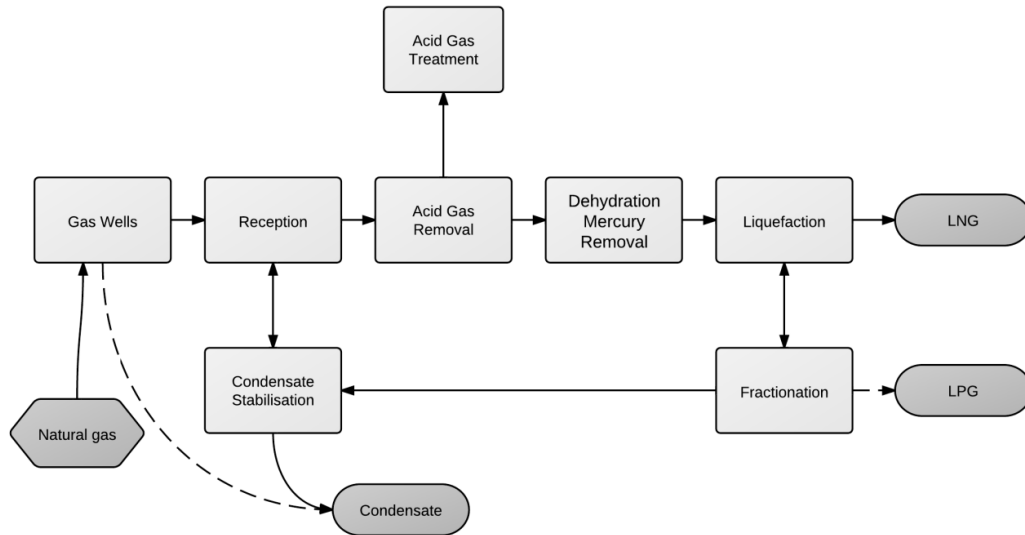 Acid Gas
Treatment
Gas Wells
Reception
Acid Gas
Removal
Dehydration
Mercury
Removal
Liquefaction
LNG
Condensate
Stabilisation
Fractionation
LPG
Natural gas
Condensate